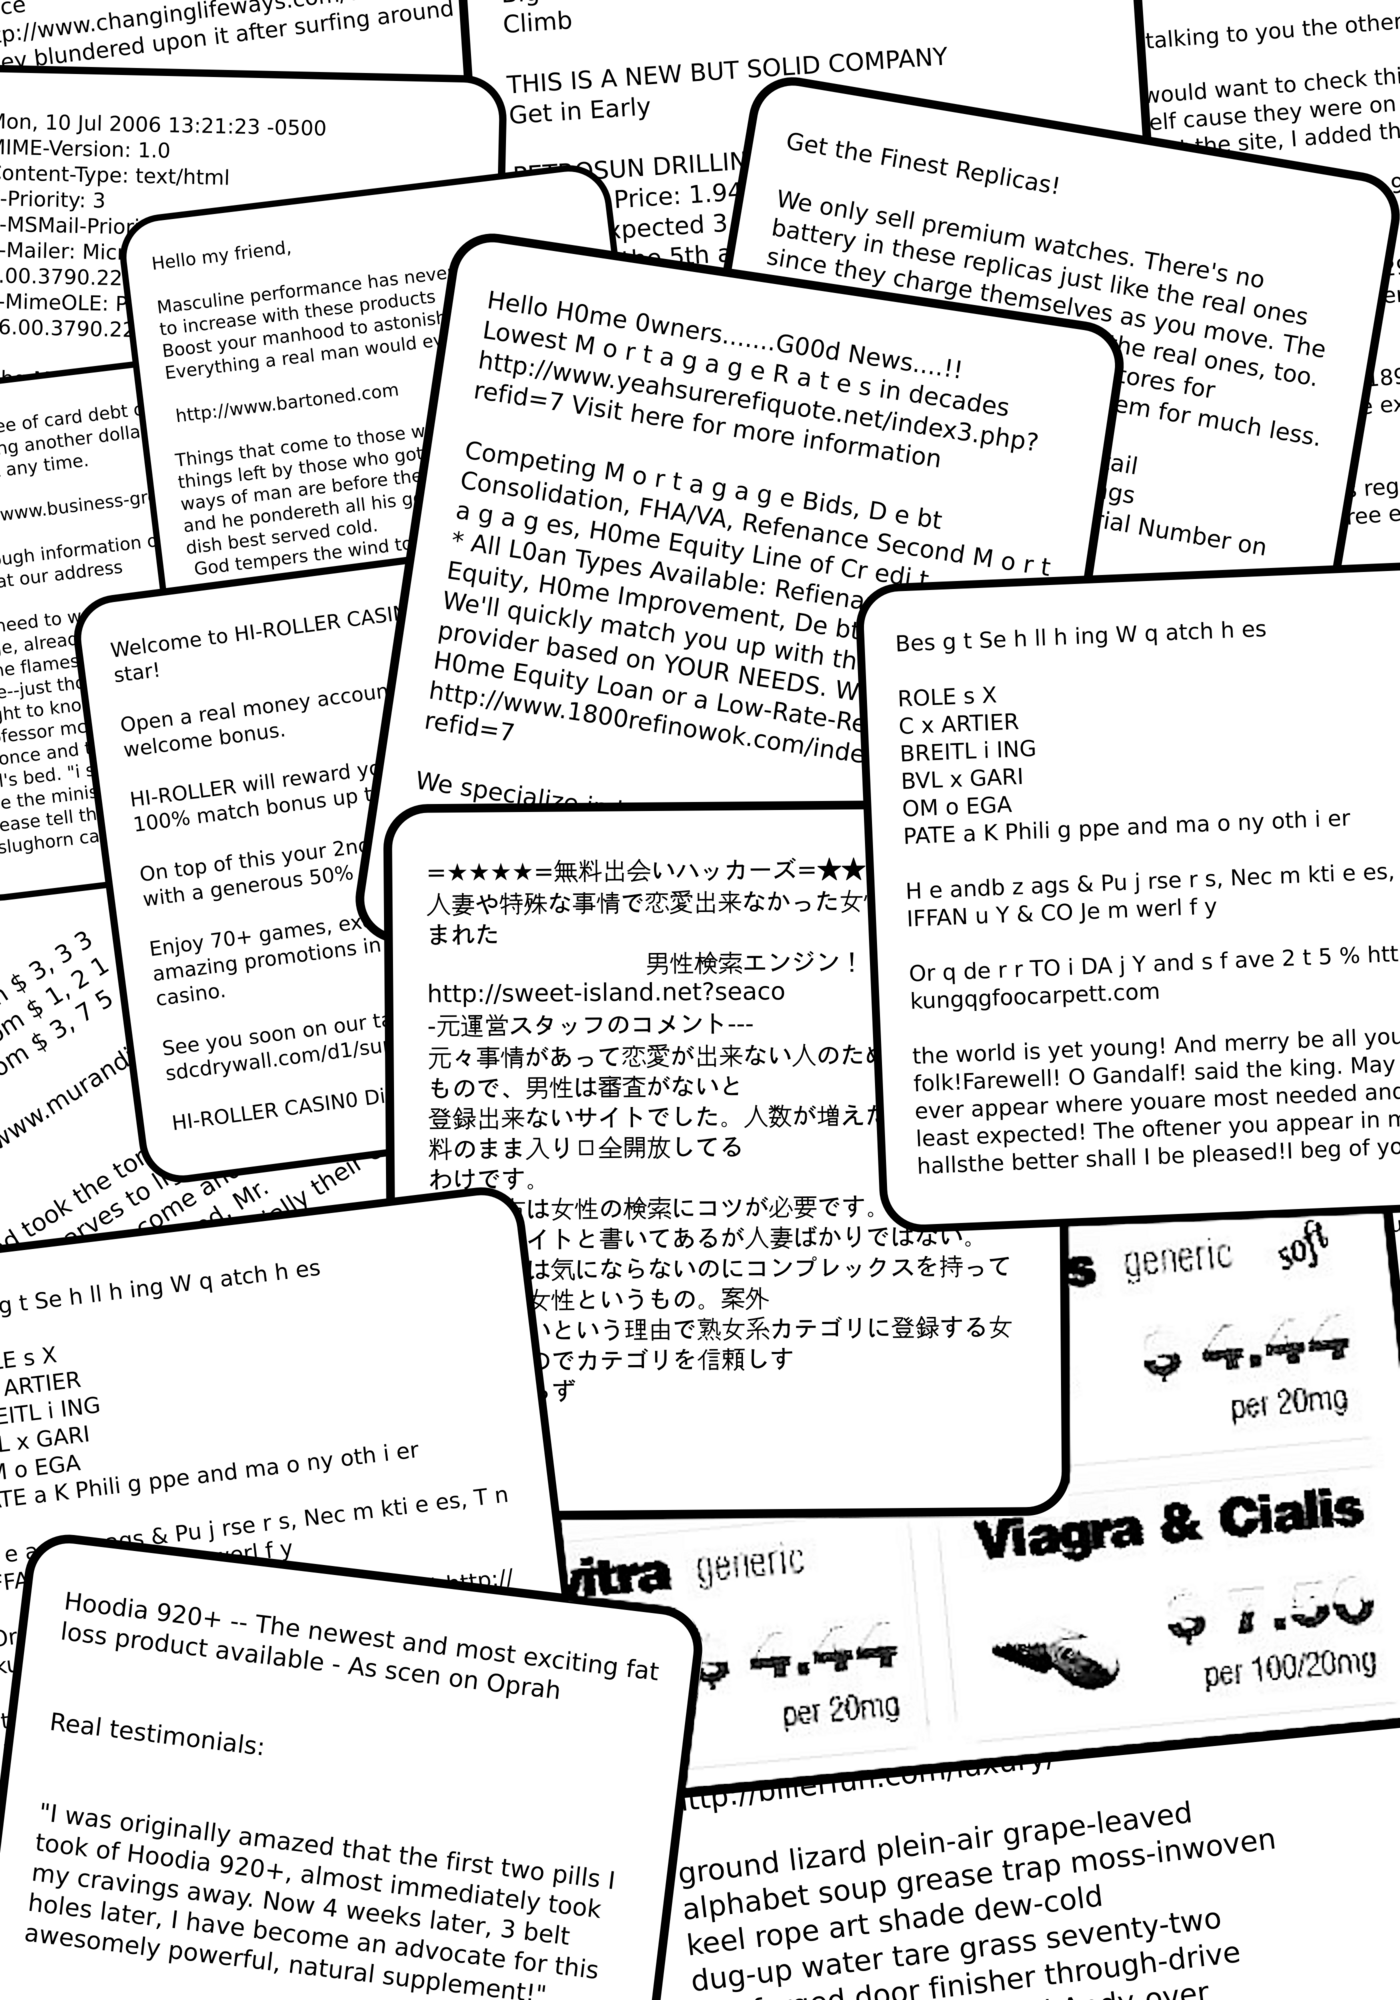 ce
tp://www.changinglifeways.com/
ey blundered upon it after surfing around
Climb
THIS IS A NEW BUT SOLID COMPANY
Get in Early
PETROSUN DRILLIN
Price: 1.94
xpected 3
the 5th a
talking to you the other
would want to check thi
elf cause they were on
the site, I added th
Mon, 10 Jul 2006 13:21:23 -0500
MIME-Version: 1.0
Content-Type: text/html
-Priority: 3
-MSMail-Prior
-Mailer: Micr
.00.3790.22
-MimeOLE: P
6.00.3790.22
Hello my friend,
Masculine performance has neve
to increase with these products
Boost your manhood to astonish
Everything a real man would ev
http://www.bartoned.com
Things that come to those w
things left by those who got
ways of man are before the
and he pondereth all his g
dish best served cold.
God tempers the wind to
Get the Finest Replicas!
We only sell premium watches. There's no
battery in these replicas just like the real ones
since they charge themselves as you move. The
he real ones, too.
tores for
em for much less.
ail
gs
rial Number on
189
e ex
reg
ree e
Hello H0me 0wners.......G00d News....!!
Lowest M o r t a g a g e R a t e s in decades
http://www.yeahsurerefiquote.net/index3.php?
refid=7 Visit here for more information
Competing M o r t a g a g e Bids, D e bt
Consolidation, FHA/VA, Refenance Second M o r t
a g a g es, H0me Equity Line of Cr edi t
* All L0an Types Available: Refiena
Equity, H0me Improvement, De bt
We'll quickly match you up with th
provider based on YOUR NEEDS. W
H0me Equity Loan or a Low-Rate-Re
http://www.1800refinowok.com/inde
refid=7
We specialize in
ee of card debt
ng another dolla
any time.
www.business-gr
ough information
at our address
need to w
e, alread
he flames
e--just tho
ght to kno
ofessor mc
once and
l's bed. "i s
e the minis
ease tell th
slughorn ca
Welcome to HI-ROLLER CASIN
star!
Open a real money accoun
welcome bonus.
HI-ROLLER will reward yo
100% match bonus up t
On top of this your 2nd
with a generous 50%
Enjoy 70+ games, ex
amazing promotions in
casino.
See you soon on our ta
sdcdrywall.com/d1/sur
HI-ROLLER CASIN0 Di
Bes g t Se h ll h ing W q atch h es
ROLE s X
C x ARTIER
BREITL i ING
BVL x GARI
OM o EGA
PATE a K Phili g ppe and ma o ny oth i er
H e andb z ags & Pu j rse r s, Nec m kti e es,
IFFAN u Y & CO Je m werl f y
Or q de r r TO i DA j Y and s f ave 2 t 5 % htt
kungqgfoocarpett.com
the world is yet young! And merry be all you
folk!Farewell! O Gandalf! said the king. May
ever appear where youare most needed and
least expected! The oftener you appear in m
hallsthe better shall I be pleased!I beg of yo
=★★★★=無料出会いハッカーズ=★★
人妻や特殊な事情で恋愛出来なかった女
まれた
男性検索エンジン！
http://sweet-island.net?seaco
-元運営スタッフのコメント---
元々事情があって恋愛が出来ない人のため
もので、男性は審査がないと
登録出来ないサイトでした。人数が増えた
料のまま入りロ全開放してる
わけです。
は女性の検索にコツが必要です。
イトと書いてあるが人妻ばかりではない。
は気にならないのにコンプレックスを持って
女性というもの。案外
いという理由で熟女系カテゴリに登録する女
のでカテゴリを信頼しす
ず
m $ 3, 3 3
om $ 1, 2 1
om $ 3, 7 5
www.murandi
d took the tor
erves to
come an
nd, Mr.
ially their
g t Se h ll h ing W q atch h es
LE s X
ARTIER
EITL i ING
L x GARI
M o EGA
TE a K Phili g ppe and ma o ny oth i er
e a ags & Pu j rse r s, Nec m kti e es, T n
FFA werl f y
http://
Or
ku
s generic soft
$ 4.44
per 20mg
vitra generic
$ 4.44
per 20mg
Viagra & Cialis
$ 7.50
per 100/20mg
Hoodia 920+ -- The newest and most exciting fat
loss product available - As scen on Oprah
Real testimonials:
"I was originally amazed that the first two pills I
took of Hoodia 920+, almost immediately took
my cravings away. Now 4 weeks later, 3 belt
holes later, I have become an advocate for this
awesomely powerful, natural supplement!"
ttp://billerfun.com/luxury/
ground lizard plein-air grape-leaved
alphabet soup grease trap moss-inwoven
keel rope art shade dew-cold
dug-up water tare grass seventy-two
door finisher through-drive